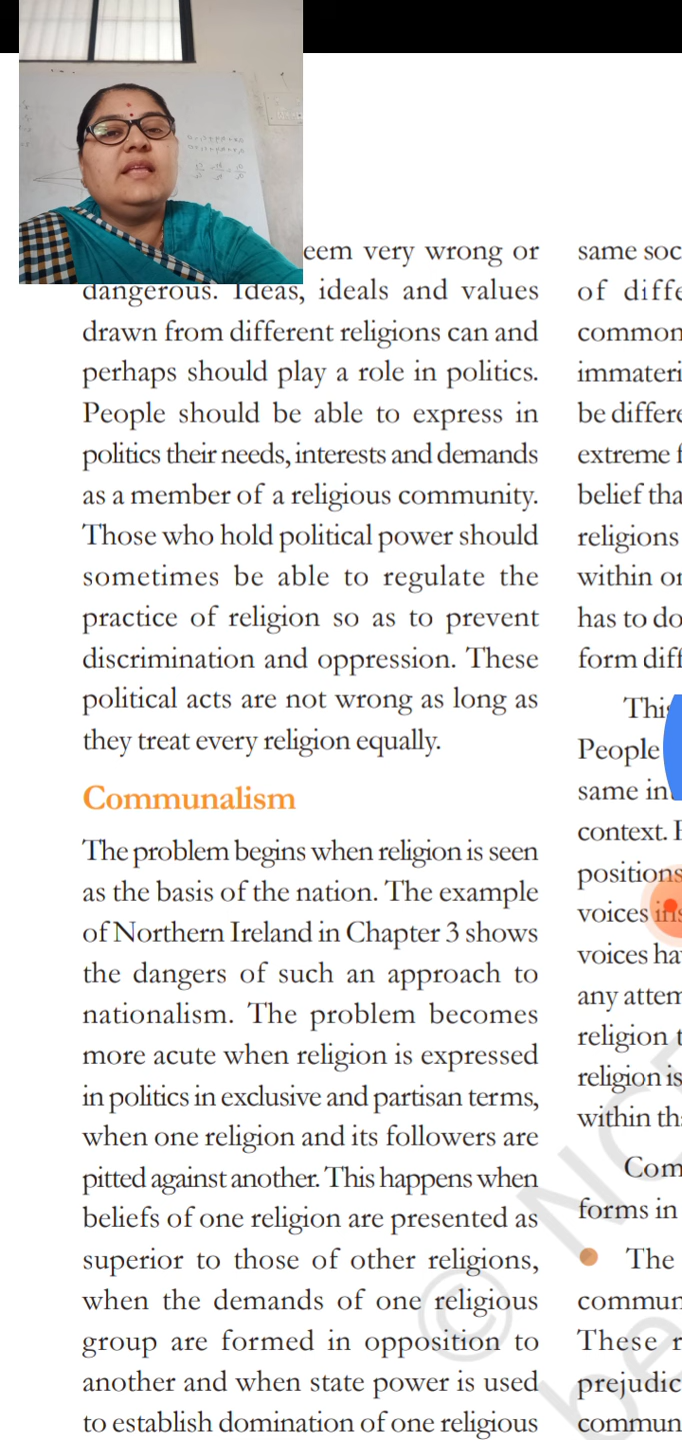 eem very wrong or
dangerous. Ideas, ideals and values
drawn from different religions can and
perhaps should play a role in politics.
People should be able to express in
politics their needs, interests and demands
as a member of a religious community.
Those who hold political power should
sometimes be able to regulate the
practice of religion so as to prevent
discrimination and oppression. These
political acts are not wrong as long as
they treat every religion equally.
Communalism
The problem begins when religion is seen
as the basis of the nation. The example
of Northern Ireland in Chapter 3 shows
the dangers of such an approach to
nationalism. The problem becomes
more acute when religion is expressed
in politics in exclusive and partisan terms,
when one religion and its followers are
pitted against another. This happens when
beliefs of one religion are presented as
superior to those of other religions,
when the demands of one religious
group are formed in opposition to
another and when state power is used
to establish domination of one religious
same soc
of diffe
common
immateri
be differe
extreme f
belief tha
religions
within or
has to do
form diff
This
People
same in
context. F
positions
voices ins
voices ha
any attem
religion t
religion is
within th
Com
forms in
The
commun
These r
prejudic
commun
© NCE
be